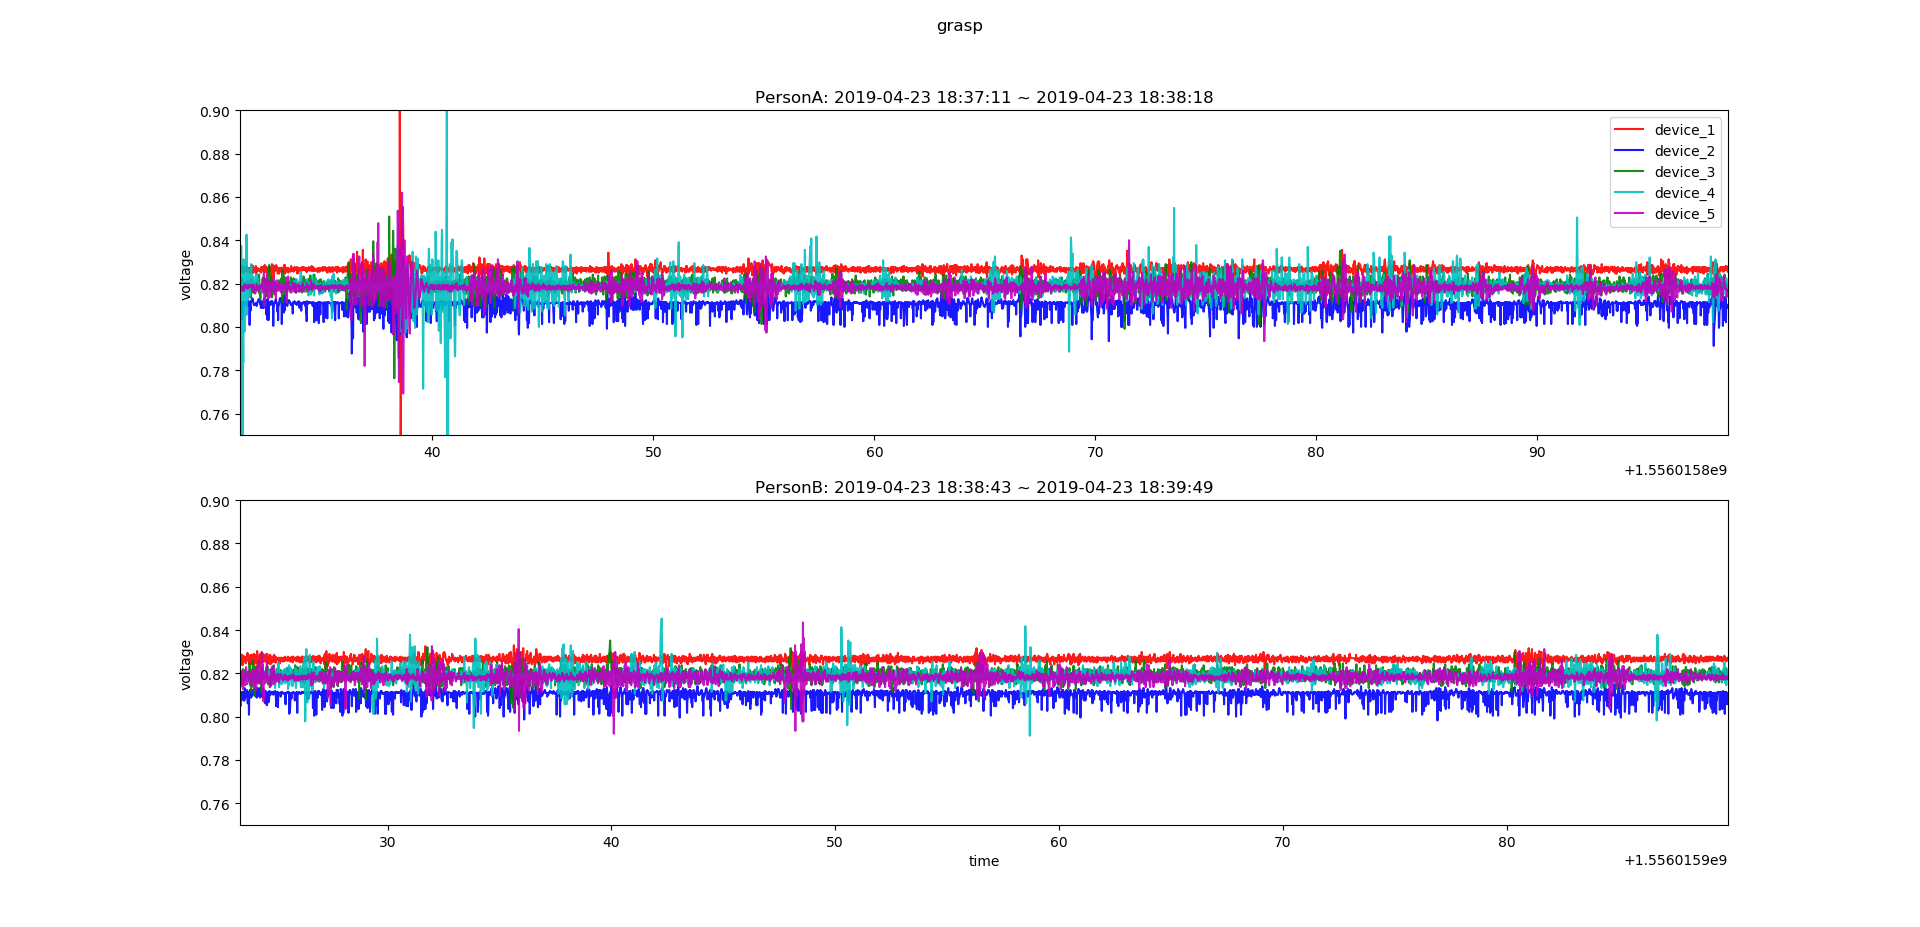 grasp
PersonA: 2019-04-23 18:37:11 ~ 2019-04-23 18:38:18
0.90
0.88
0.86
0.84
0.82
0.80
0.78
0.76
voltage
device_1
device_2
device_3
device_4
device_5
40 50 60 70 80 90
+1.5560158e9
PersonB: 2019-04-23 18:38:43 ~ 2019-04-23 18:39:49
0.90
0.88
0.86
0.84
0.82
0.80
0.78
0.76
voltage
30 40 50 60 70 80
time
+1.5560159e9